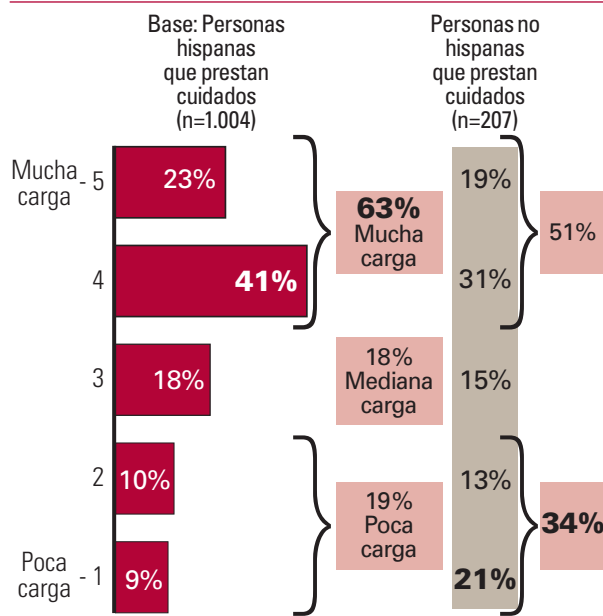 Base: Personas
hispanas
que prestan
cuidados
(n=1.004)
Personas no
hispanas
que prestan
cuidados
(n=207)
Mucha
carga - 5
23%
63%
Mucha
carga
19%
51%
4
41%
31%
3
18%
18%
Mediana
carga
15%
2
10%
19%
Poca
carga
13%
34%
Poca
carga - 1
9%
21%